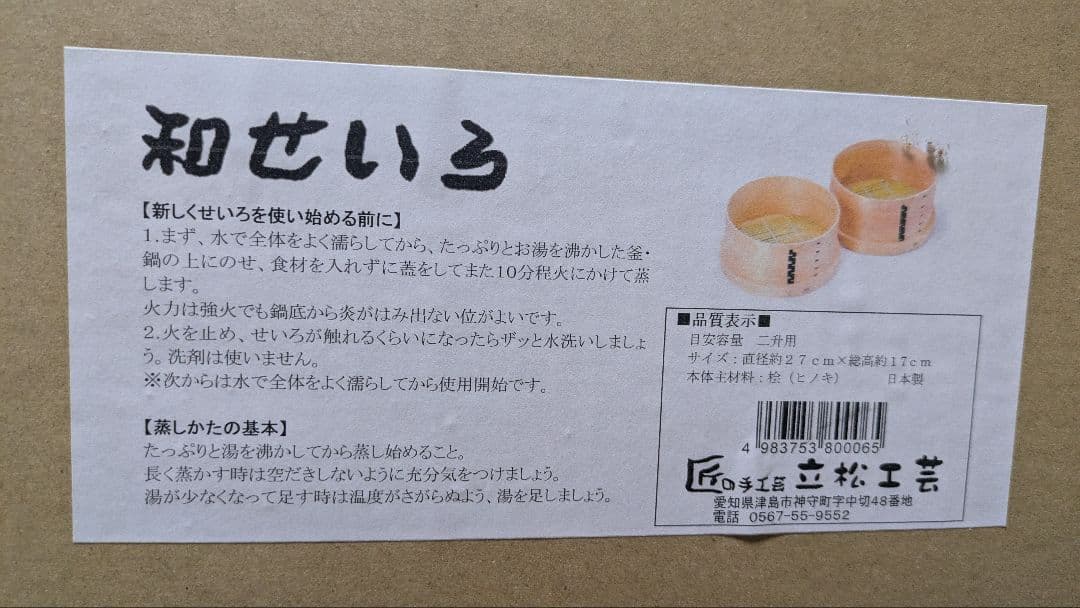 和せいろ
【新しくせいろを使い始める前に】
1.まず、水で全体をよく濡らしてから、たっぷりとお湯を沸かした釜・
鍋の上にのせ、食材を入れずに蓋をしてまた10分程火にかけて蒸
します。
火力は強火でも鍋底から炎がはみ出ない位がよいです。
2.火を止め、せいろが触れるくらいになったらザッと水洗いしましょ
う。洗剤は使いません。
※次からは水で全体をよく濡らしてから使用開始です。
【蒸しかたの基本】
たっぷりと湯を沸かしてから蒸し始めること。
長く蒸かす時は空だきしないように充分気をつけましょう。
湯が少なくなって足す時は温度がさがらぬよう、湯を足しましょう。
■品質表示■
目安容量 二升用
サイズ：直径約27cm×総高約17cm
本体主材料：桧（ヒノキ） 日本製
4 983753 800065
匠の手工芸 立松工芸
愛知県津島市神守町字中切48番地
電話 0567-55-9552